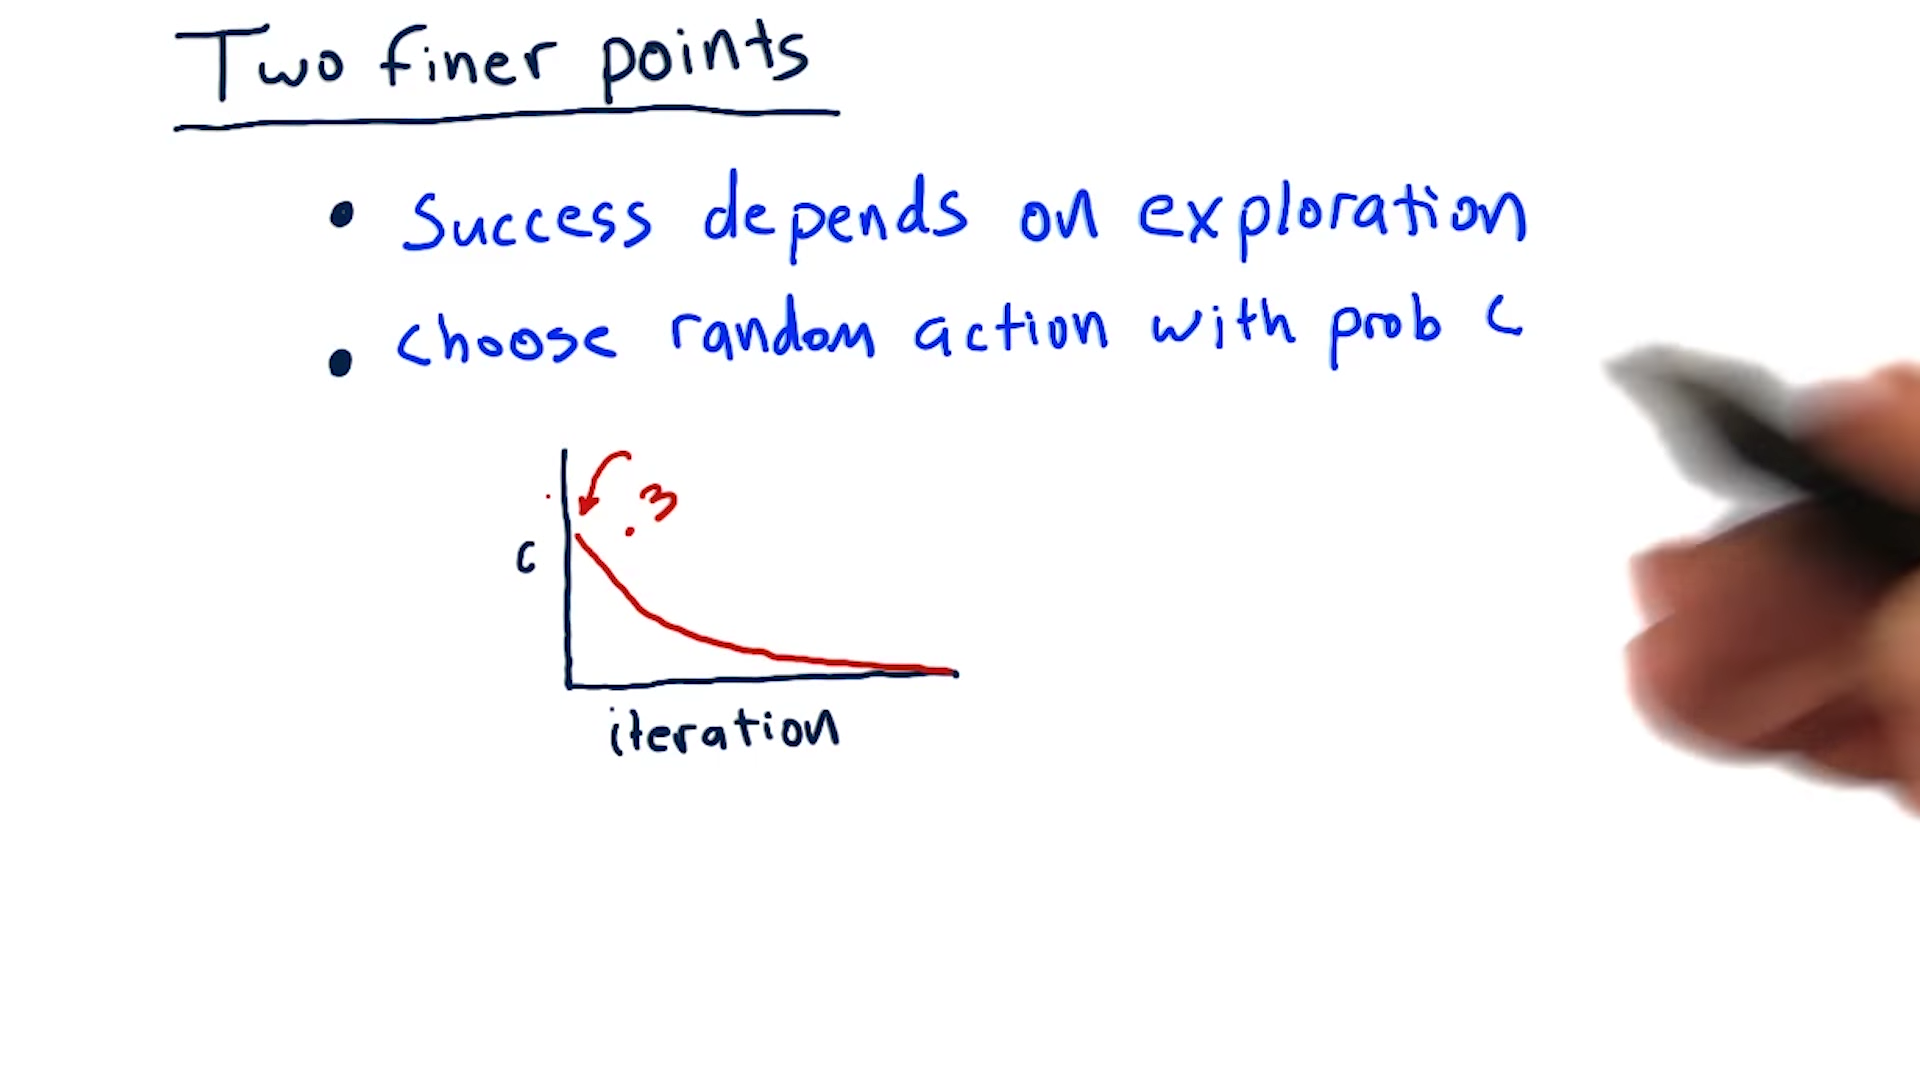 Two finer points
• Success depends on exploration
• choose random action with prob c
.3
c
iteration